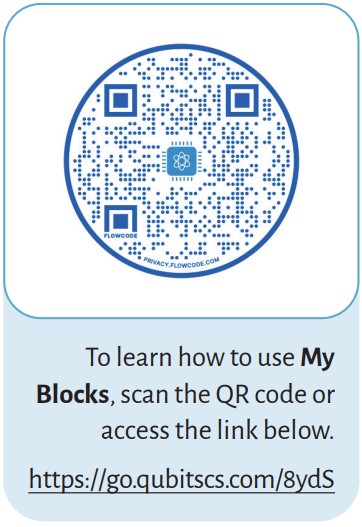 FLOWCODE
PRIVACY.FLOWCODE.COM
To learn how to use My
Blocks, scan the QR code or
access the link below.
https://go.qubitscs.com/8ydS